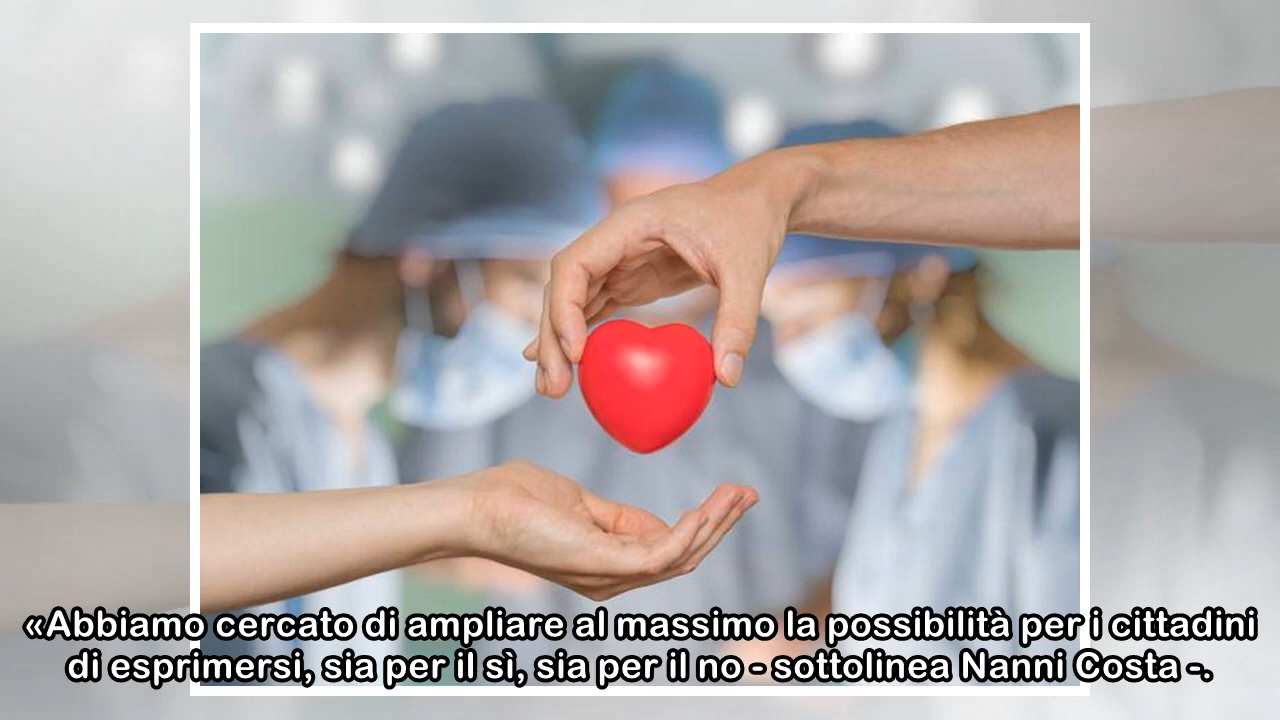 «Abbiamo cercato di ampliare al massimo la possibilità per i cittadini
di esprimersi, sia per il sì, sia per il no - sottolinea Nanni Costa -.